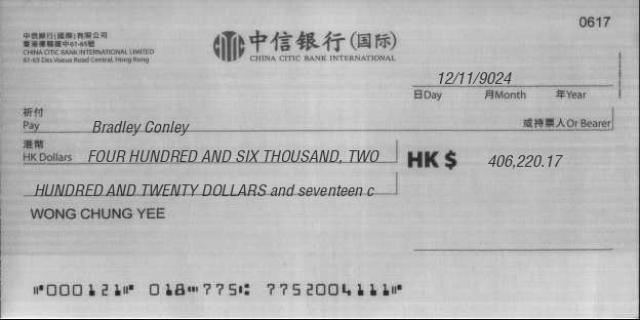 0617
中信銀行(國際)有限公司
香港德輔道中61-65號
CHINA CITIC BANK INTERNATIONAL LIMITED
61-65 Des Voeux Road Central, Hong Kong
中信银行(国际)
CHINA CITIC BANK INTERNATIONAL
12/11/9024
日Day 月Month 年Year
祈付
Pay Bradley Conley 或持票人Or Bearer
港幣
HK Dollars FOUR HUNDRED AND SIX THOUSAND, TWO HK $ 406,220.17
HUNDRED AND TWENTY DOLLARS and seventeen c
WONG CHUNG YEE
⑈000121⑈ 018⑉775⑆ 7752004111⑈